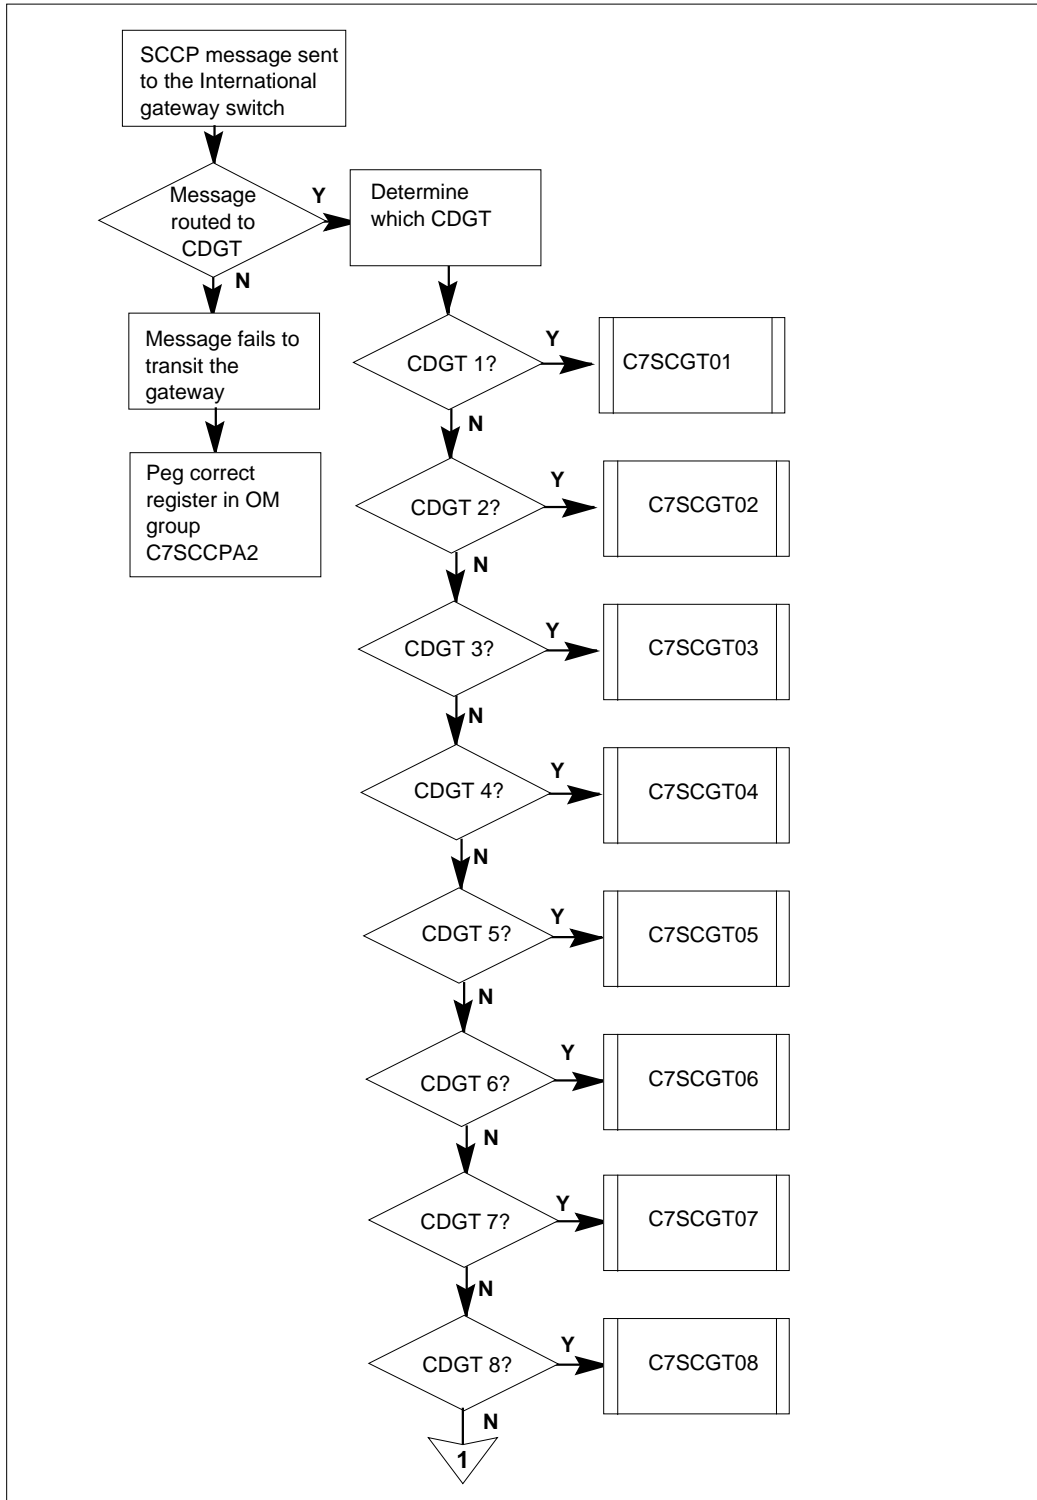 SCCP message sent
to the International
gateway switch
Message
routed to
CDGT
Y
N
Determine
which CDGT
Message fails to
transit the
gateway
Peg correct
register in OM
group
C7SCCPA2
CDGT 1?
Y
C7SCGT01
N
CDGT 2?
Y
C7SCGT02
N
CDGT 3?
Y
C7SCGT03
N
CDGT 4?
Y
C7SCGT04
N
CDGT 5?
Y
C7SCGT05
N
CDGT 6?
Y
C7SCGT06
N
CDGT 7?
Y
C7SCGT07
N
CDGT 8?
Y
C7SCGT08
N
1